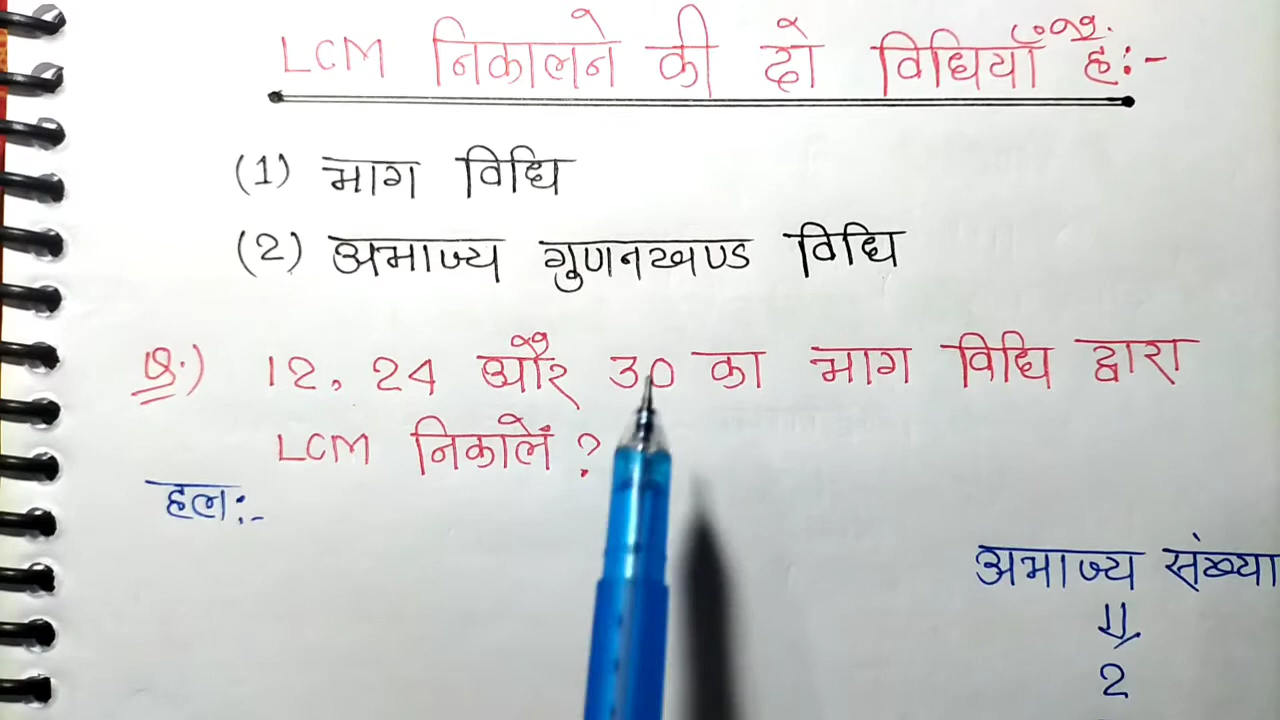 LCM निकालने की दो विधियाँ हैं:-
(1) भाग विधि
(2) अभाज्य गुणनखण्ड विधि
Q.) 12, 24 और 30 का भाग विधि द्वारा
LCM निकालें ?
हल:-
अभाज्य संख्या
2